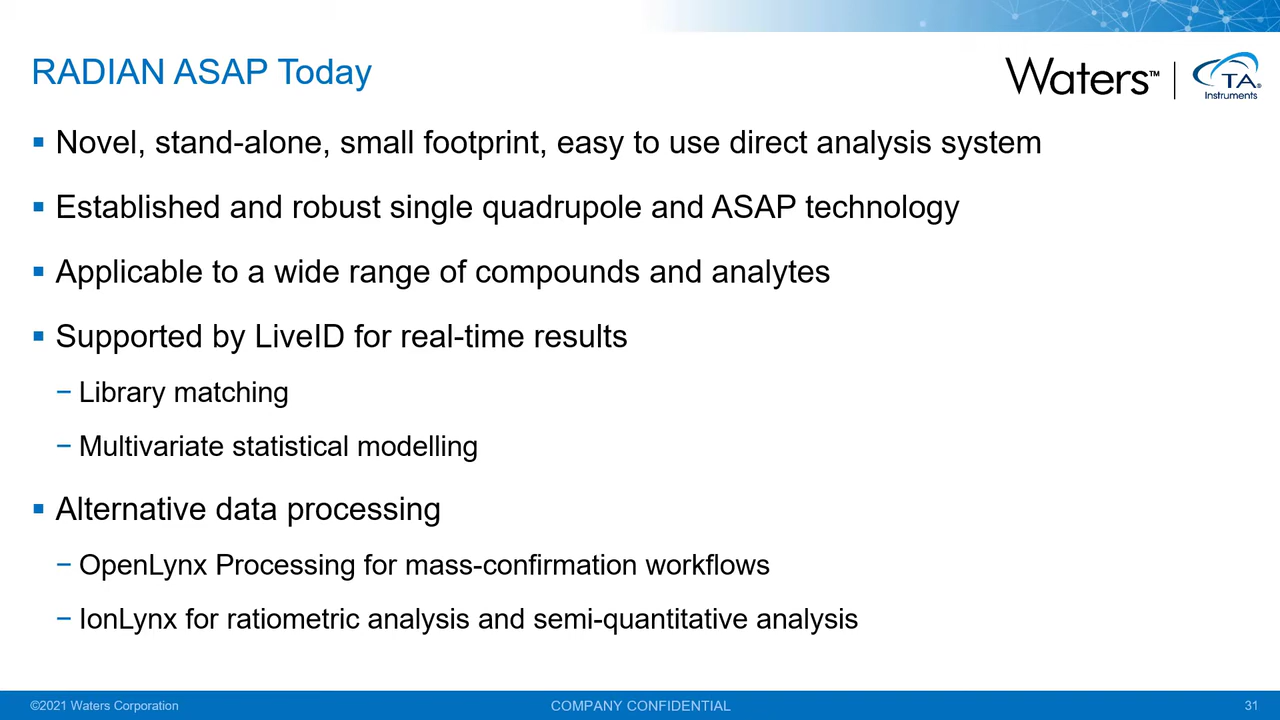 RADIAN ASAP Today
Waters™
TA®
Instruments
▪ Novel, stand-alone, small footprint, easy to use direct analysis system
▪ Established and robust single quadrupole and ASAP technology
▪ Applicable to a wide range of compounds and analytes
▪ Supported by LiveID for real-time results
− Library matching
− Multivariate statistical modelling
▪ Alternative data processing
− OpenLynx Processing for mass-confirmation workflows
− IonLynx for ratiometric analysis and semi-quantitative analysis
©2021 Waters Corporation
COMPANY CONFIDENTIAL
31